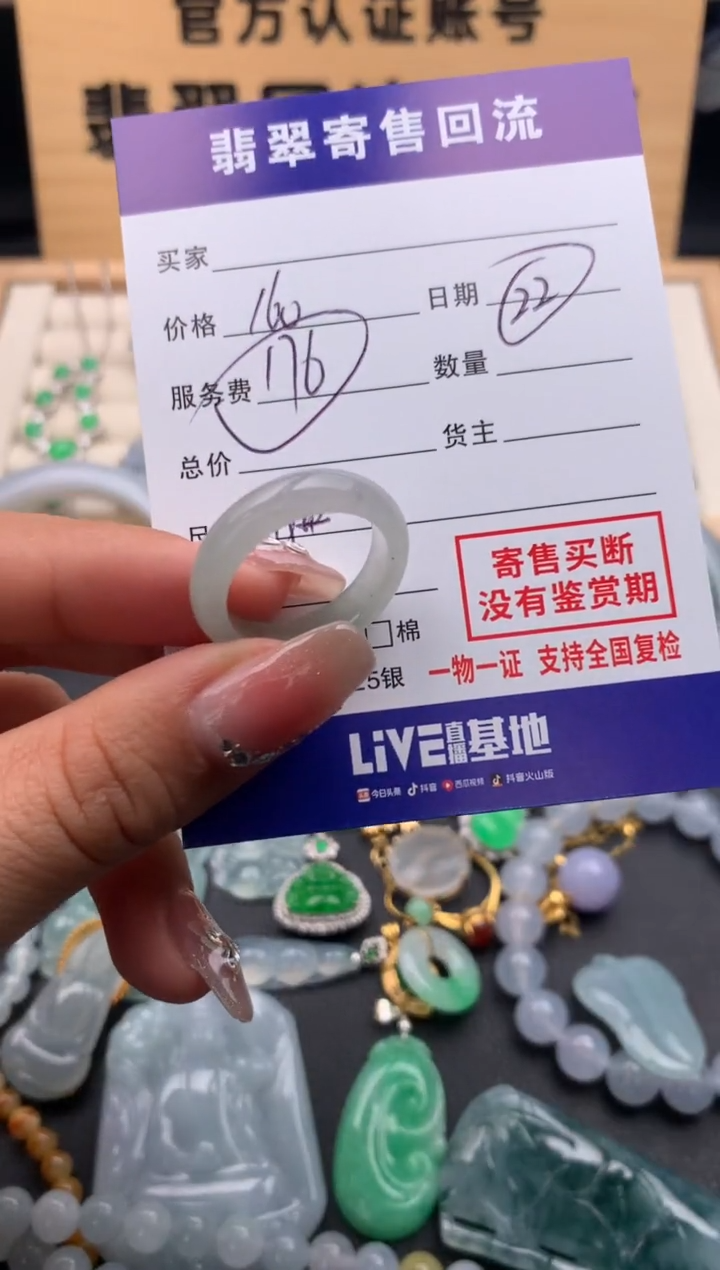 官方认证账号
翡翠寄售回流
买家
价格 160 日期 22
服务费 176 数量
总价 货主
寄售买断
没有鉴赏期
棉
5银
一物一证 支持全国复检
LiVE直播基地
今日头条 抖音 西瓜视频 抖音火山版